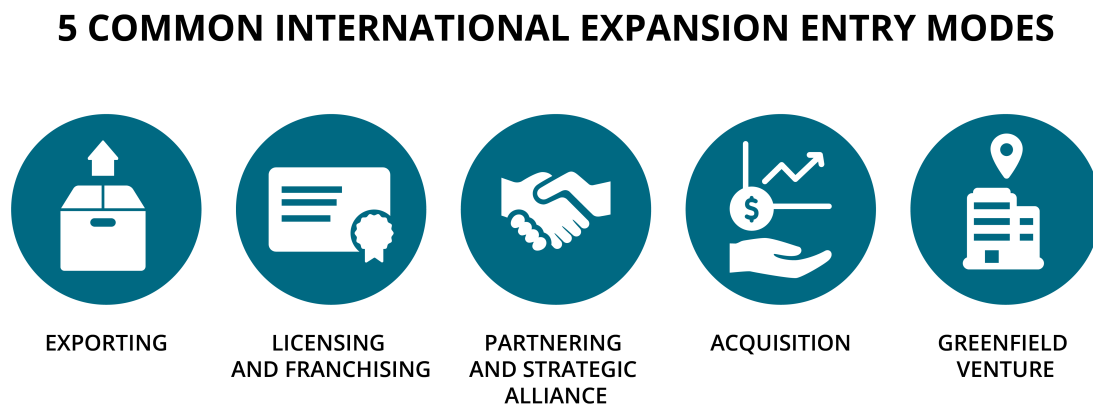 5 COMMON INTERNATIONAL EXPANSION ENTRY MODES
$
EXPORTING
LICENSING
AND FRANCHISING
PARTNERING
AND STRATEGIC
ALLIANCE
ACQUISITION
GREENFIELD
VENTURE